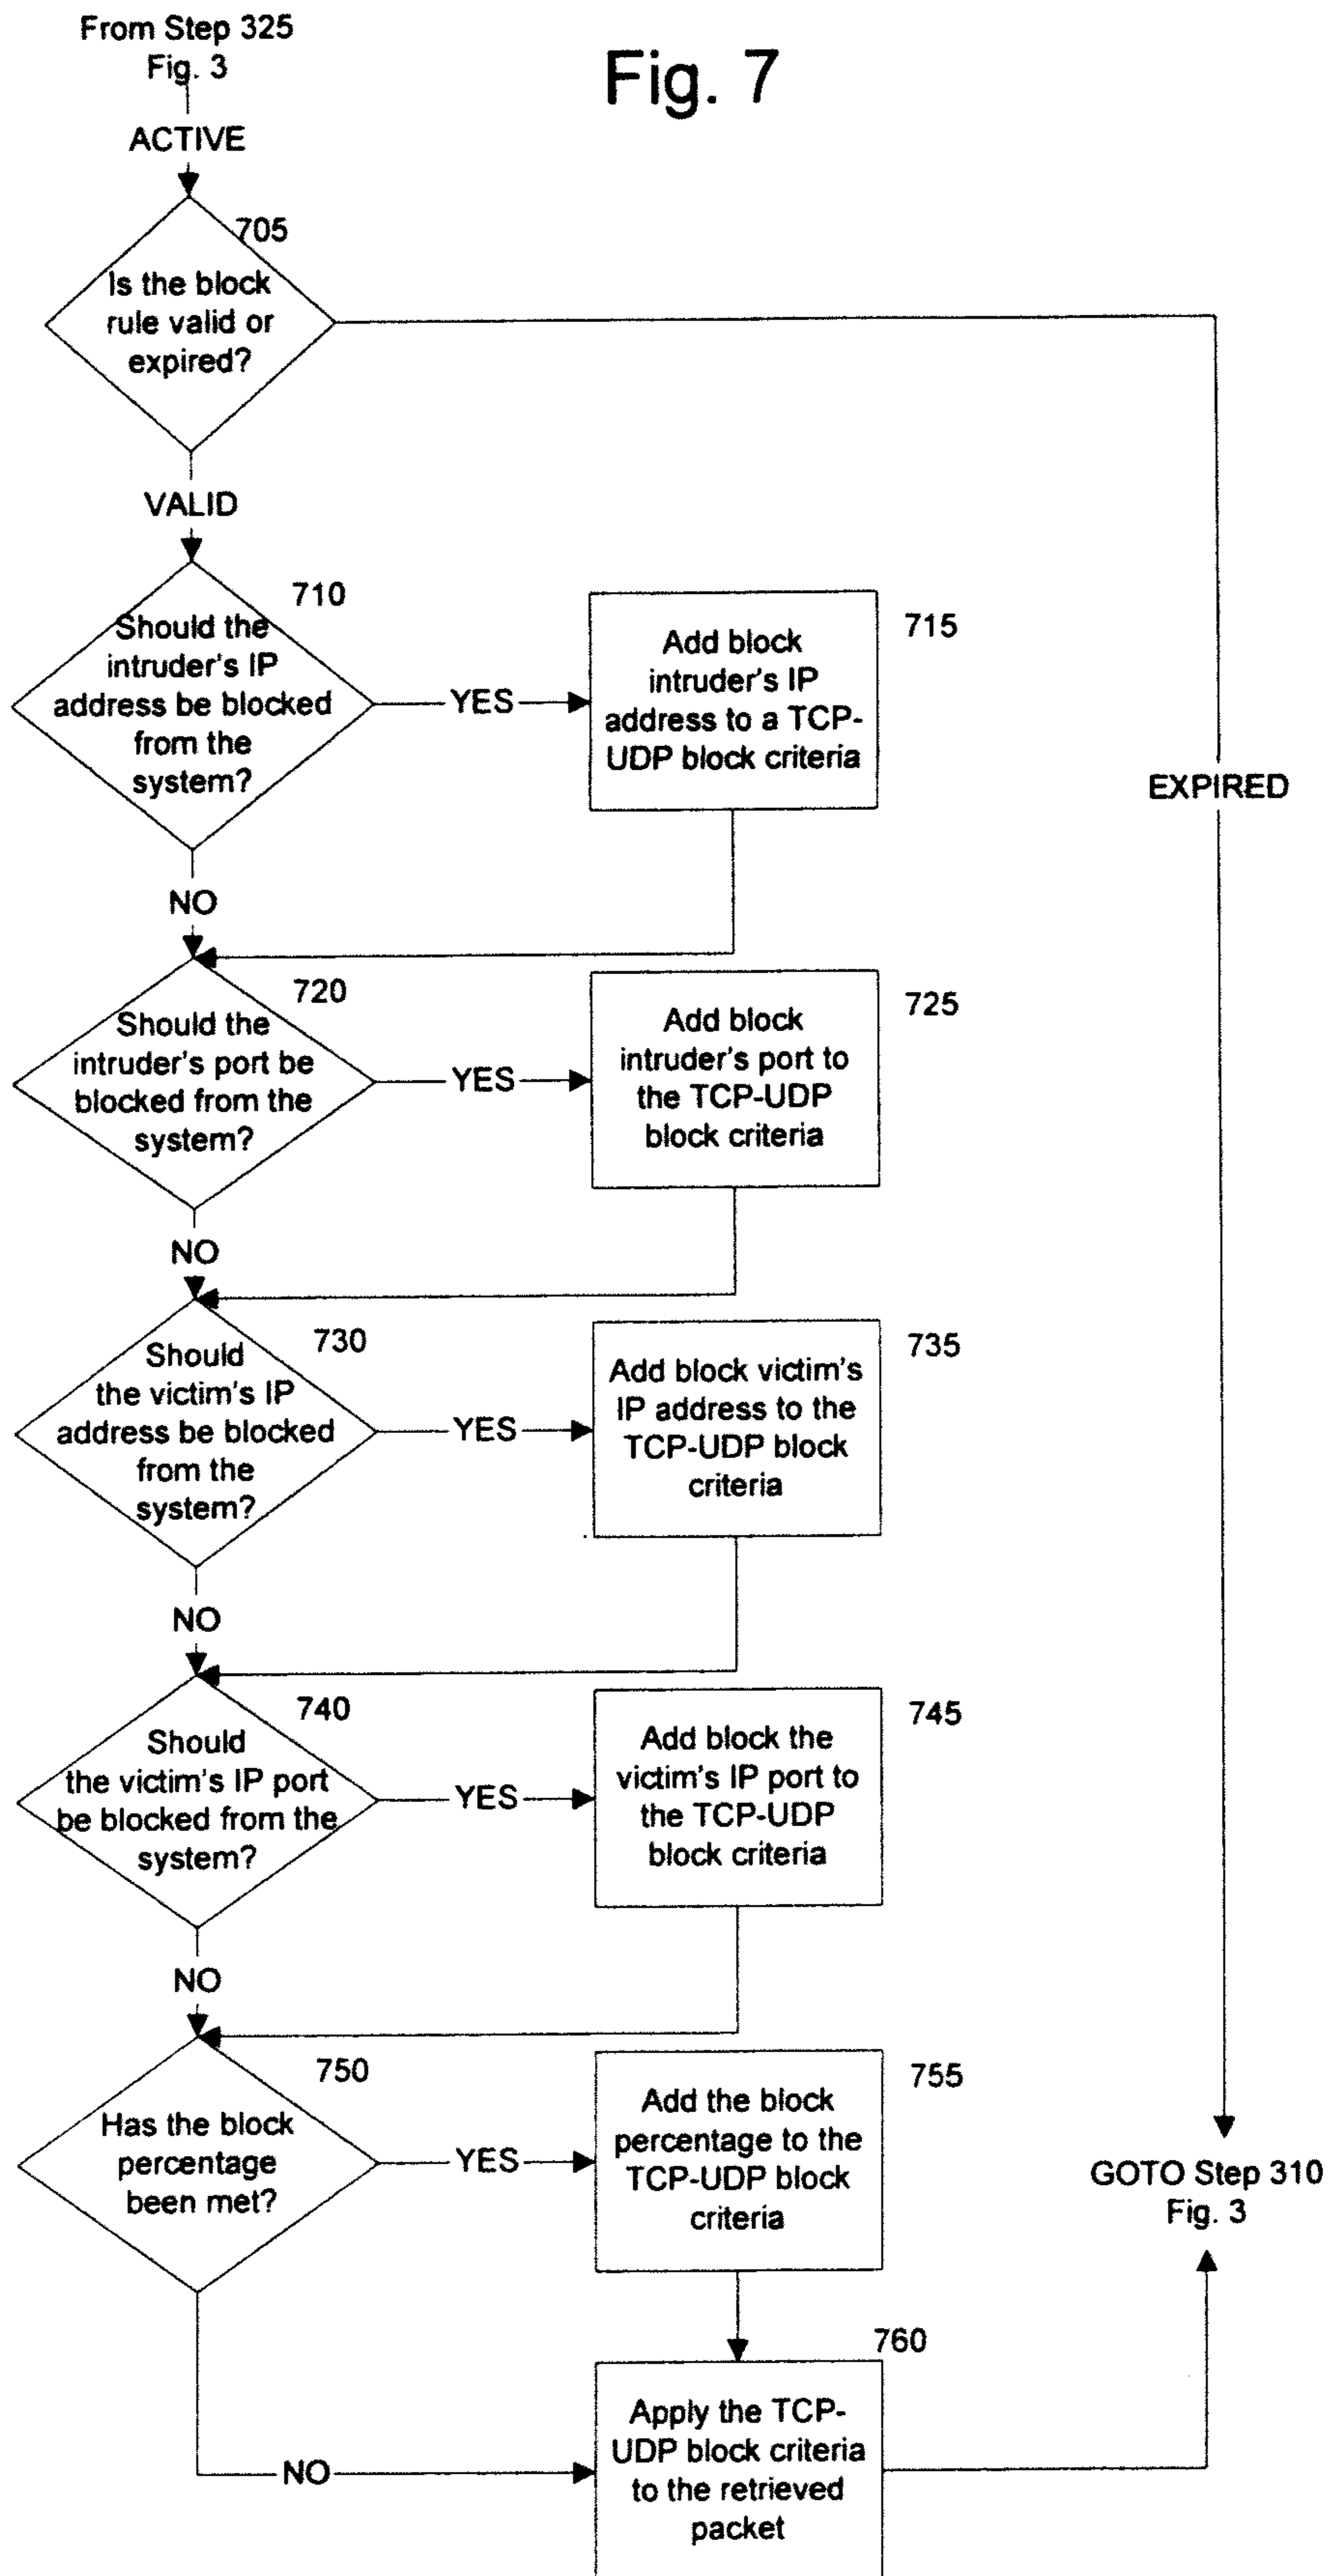 From Step 325
Fig. 3
Fig. 7
ACTIVE
705
Is the block
rule valid or
expired?
VALID
710
Should the
intruder's IP
address be blocked
from the
system?
YES
Add block
intruder's IP
address to a TCP-
UDP block criteria
715
EXPIRED
NO
720
Should the
intruder's port be
blocked from the
system?
YES
Add block
intruder's port to
the TCP-UDP
block criteria
725
NO
730
Should
the victim's IP
address be blocked
from the
system?
YES
Add block victim's
IP address to the
TCP-UDP block
criteria
735
NO
740
Should
the victim's IP port
be blocked from the
system?
YES
Add block the
victim's IP port to
the TCP-UDP
block criteria
745
NO
750
Has the block
percentage
been met?
YES
Add the block
percentage to the
TCP-UDP block
criteria
755
GOTO Step 310
Fig. 3
760
NO
Apply the TCP-
UDP block criteria
to the retrieved
packet